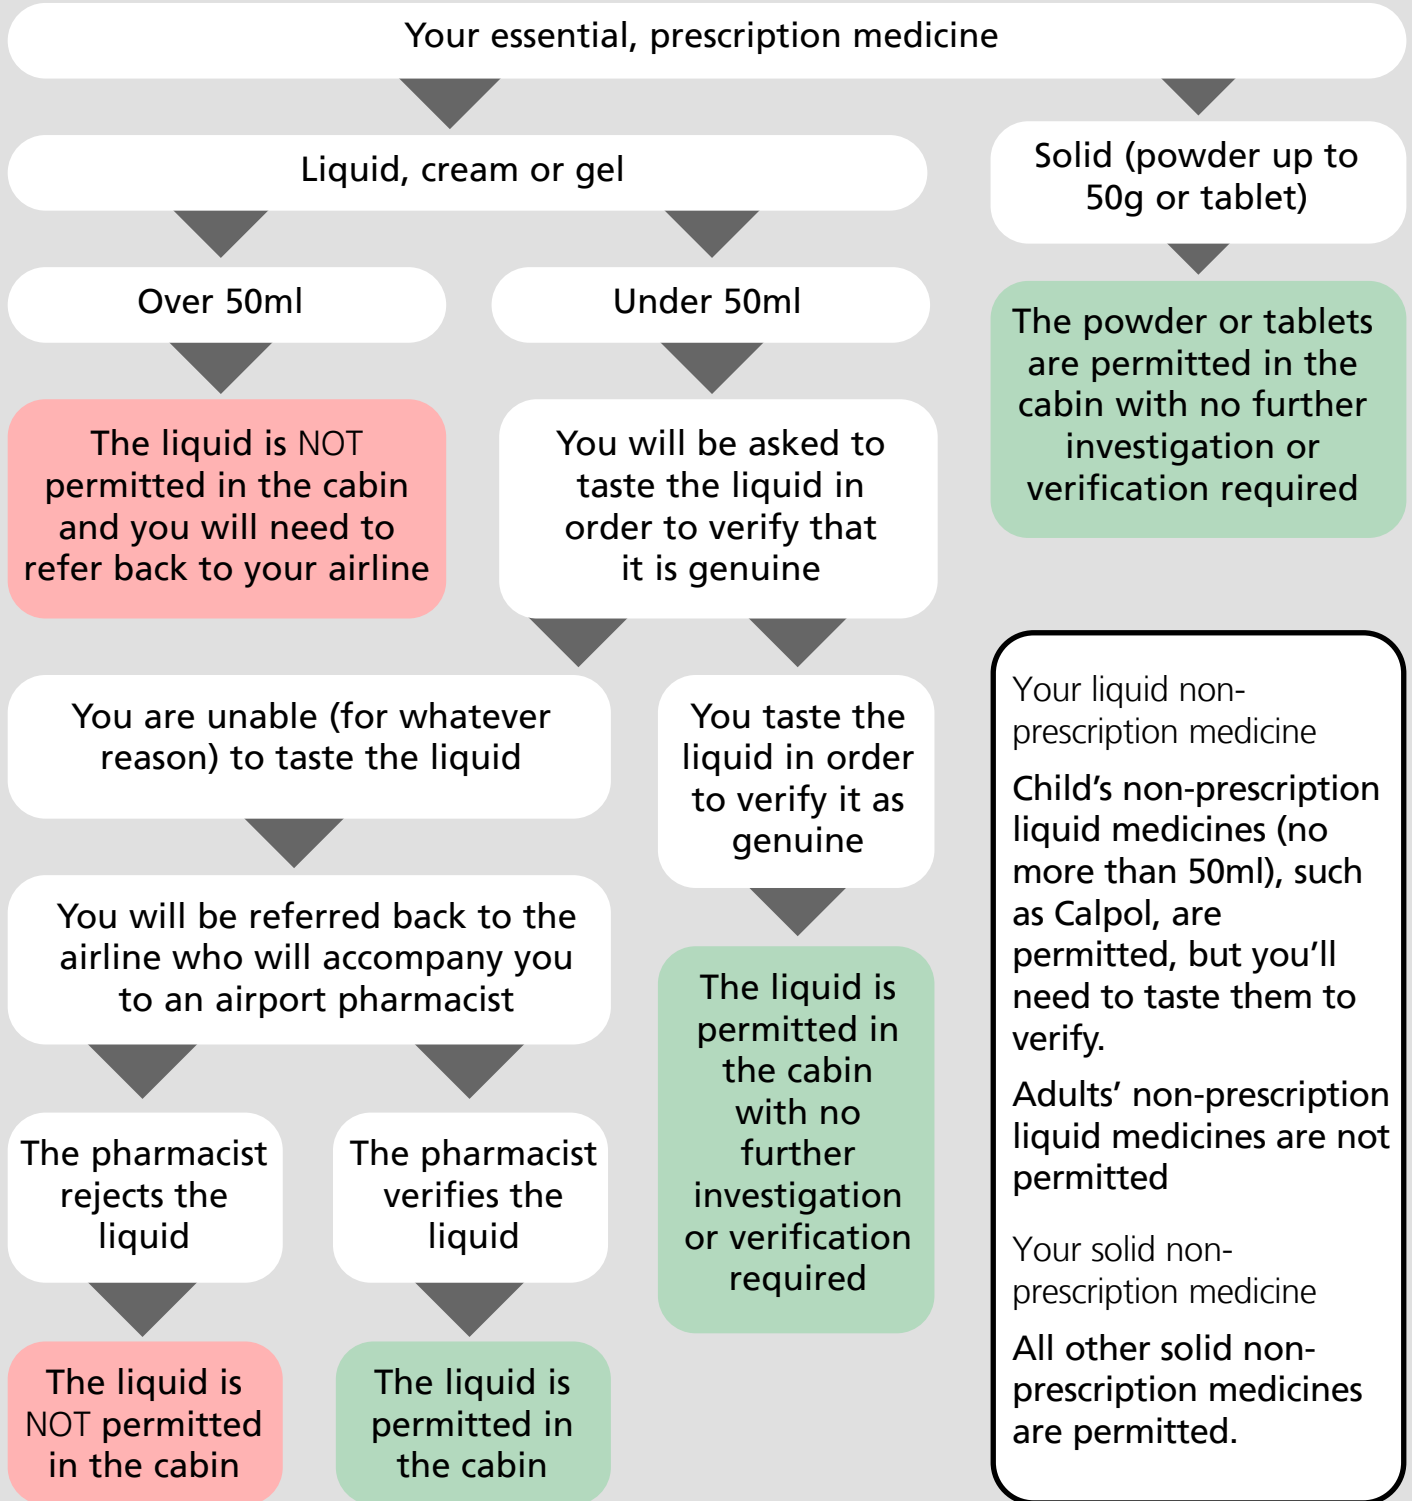 Your essential, prescription medicine
Liquid, cream or gel
Solid (powder up to
50g or tablet)
Over 50ml
Under 50ml
The powder or tablets
are permitted in the
cabin with no further
investigation or
verification required
The liquid is NOT
permitted in the cabin
and you will need to
refer back to your airline
You will be asked to
taste the liquid in
order to verify that
it is genuine
You are unable (for whatever
reason) to taste the liquid
You taste the
liquid in order
to verify it as
genuine
You will be referred back to the
airline who will accompany you
to an airport pharmacist
The liquid is
permitted in
the cabin
with no
further
investigation
or verification
required
The pharmacist
rejects the
liquid
The pharmacist
verifies the
liquid
The liquid is
NOT permitted
in the cabin
The liquid is
permitted in
the cabin
Your liquid non-
prescription medicine
Child’s non-prescription
liquid medicines (no
more than 50ml), such
as Calpol, are
permitted, but you’ll
need to taste them to
verify.
Adults’ non-prescription
liquid medicines are not
permitted
Your solid non-
prescription medicine
All other solid non-
prescription medicines
are permitted.